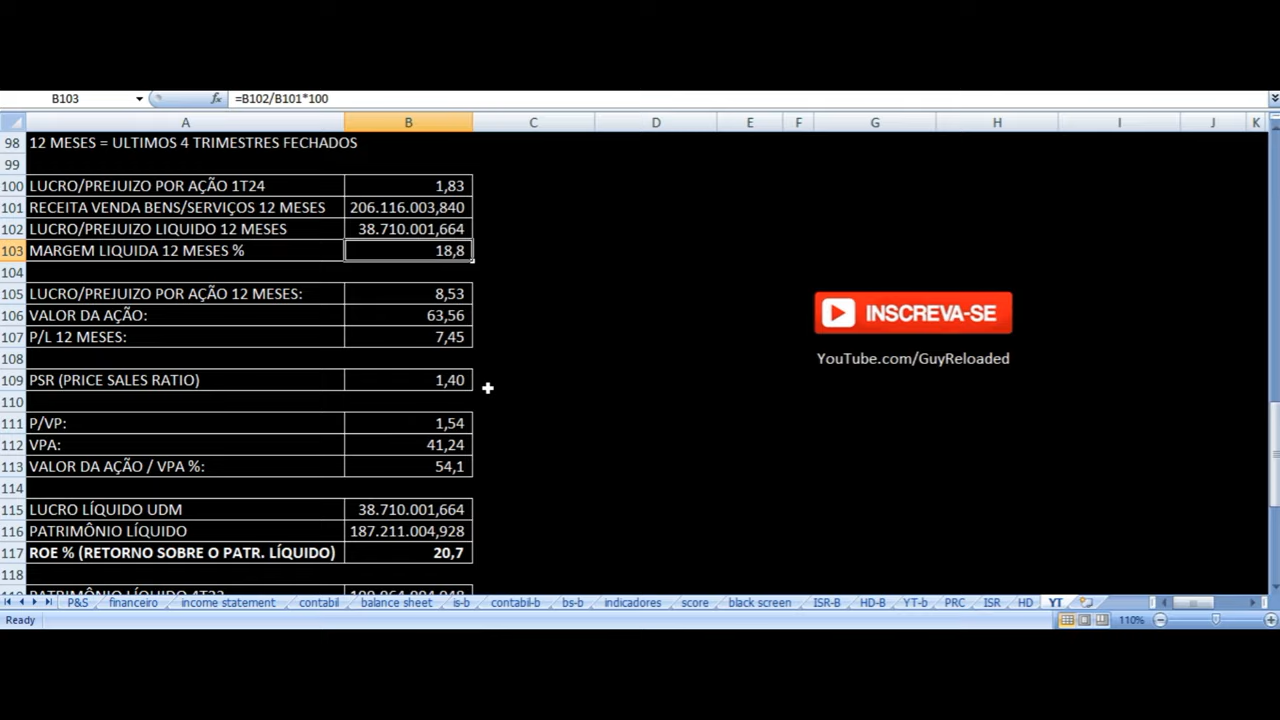 B103 fx =B102/B101*100
A B C D E F G H I J K
98 12 MESES = ULTIMOS 4 TRIMESTRES FECHADOS
99
100 LUCRO/PREJUIZO POR AÇÃO 1T24 1,83
101 RECEITA VENDA BENS/SERVIÇOS 12 MESES 206.116.003,840
102 LUCRO/PREJUIZO LIQUIDO 12 MESES 38.710.001,664
103 MARGEM LIQUIDA 12 MESES % 18,8
104
105 LUCRO/PREJUIZO POR AÇÃO 12 MESES: 8,53
106 VALOR DA AÇÃO: 63,56
INSCREVA-SE
107 P/L 12 MESES: 7,45
108
YouTube.com/GuyReloaded
109 PSR (PRICE SALES RATIO) 1,40
110
111 P/VP: 1,54
112 VPA: 41,24
113 VALOR DA AÇÃO / VPA %: 54,1
114
115 LUCRO LÍQUIDO UDM 38.710.001,664
116 PATRIMÔNIO LÍQUIDO 187.211.004,928
117 ROE % (RETORNO SOBRE O PATR. LÍQUIDO) 20,7
118
P&S financeiro income statement contabil balance sheet is-b contabil-b bs-b indicadores score black screen ISR-B HD-B YT-b PRC ISR HD YT
Ready 110%